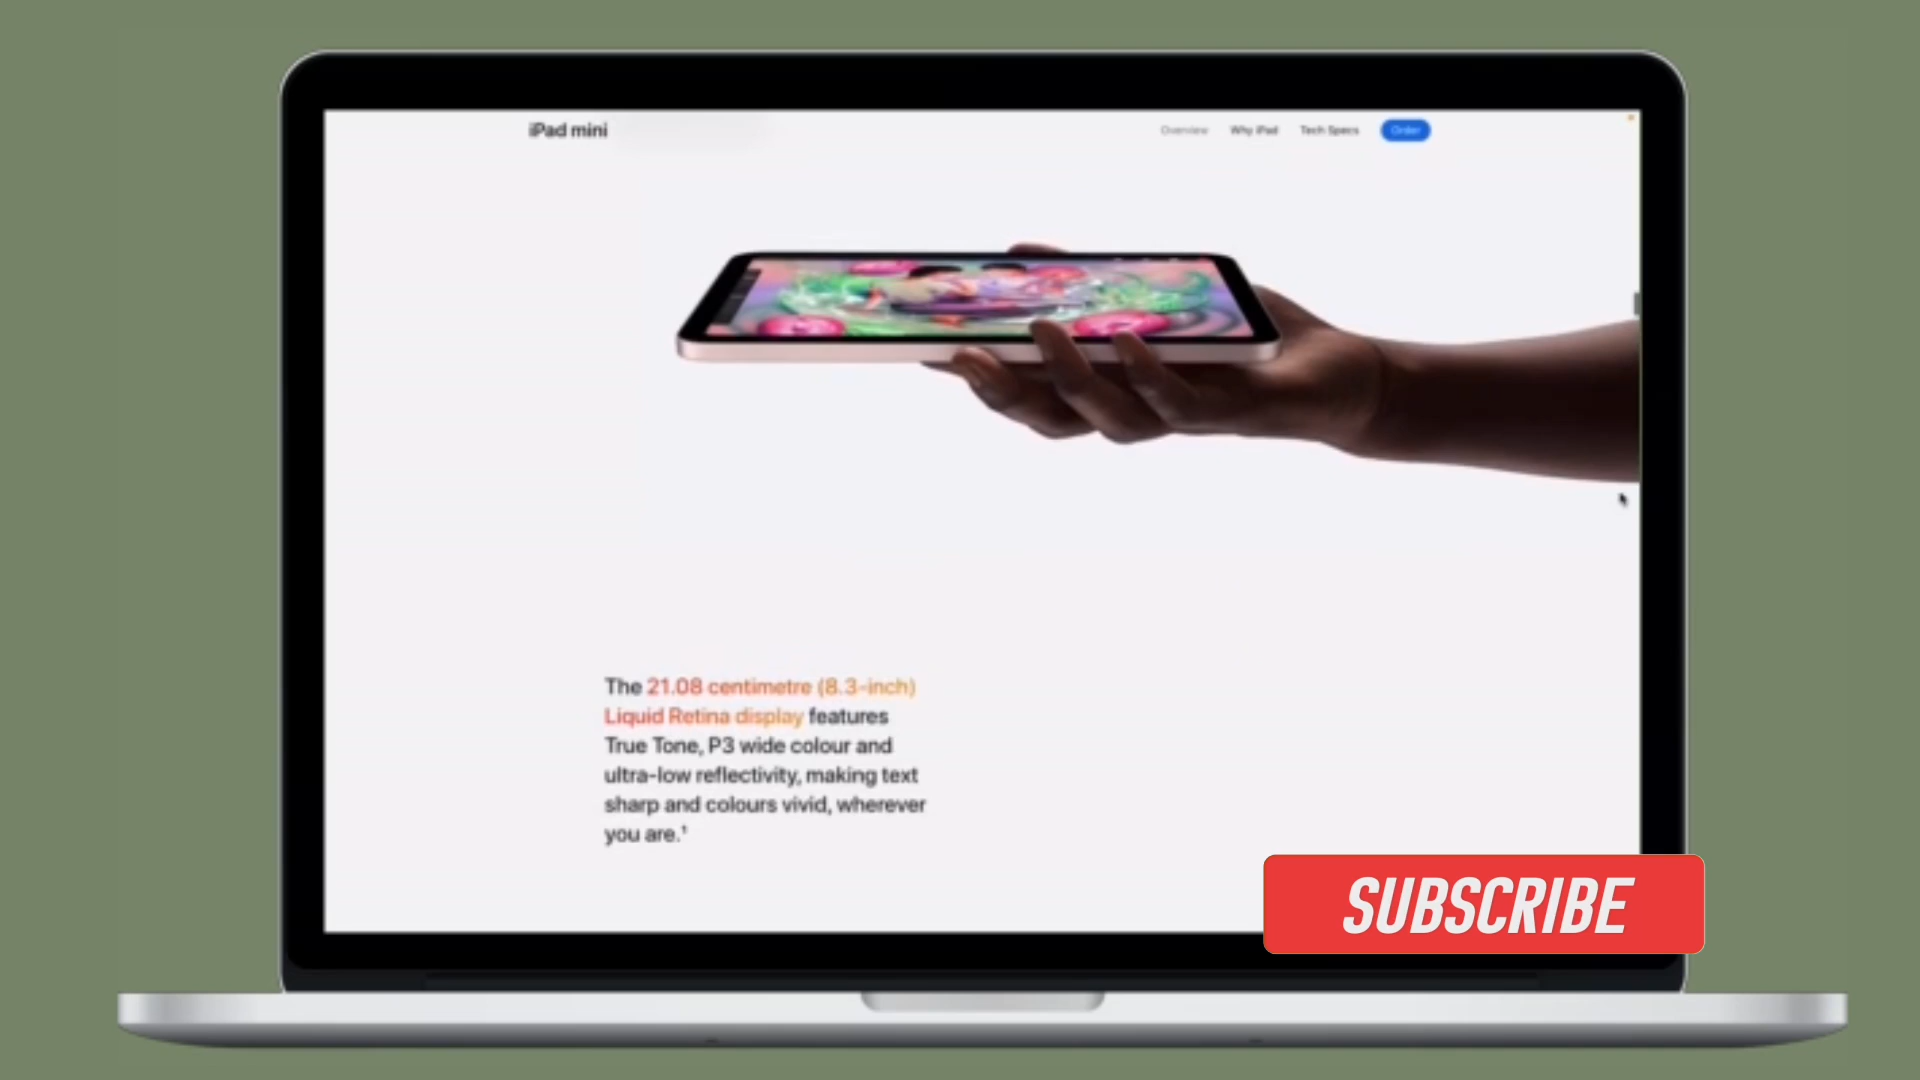 iPad mini
Overview Why iPad Tech Specs Order
The 21.08 centimetre (8.3-inch)
Liquid Retina display features
True Tone, P3 wide colour and
ultra-low reflectivity, making text
sharp and colours vivid, wherever
you are.¹
SUBSCRIBE